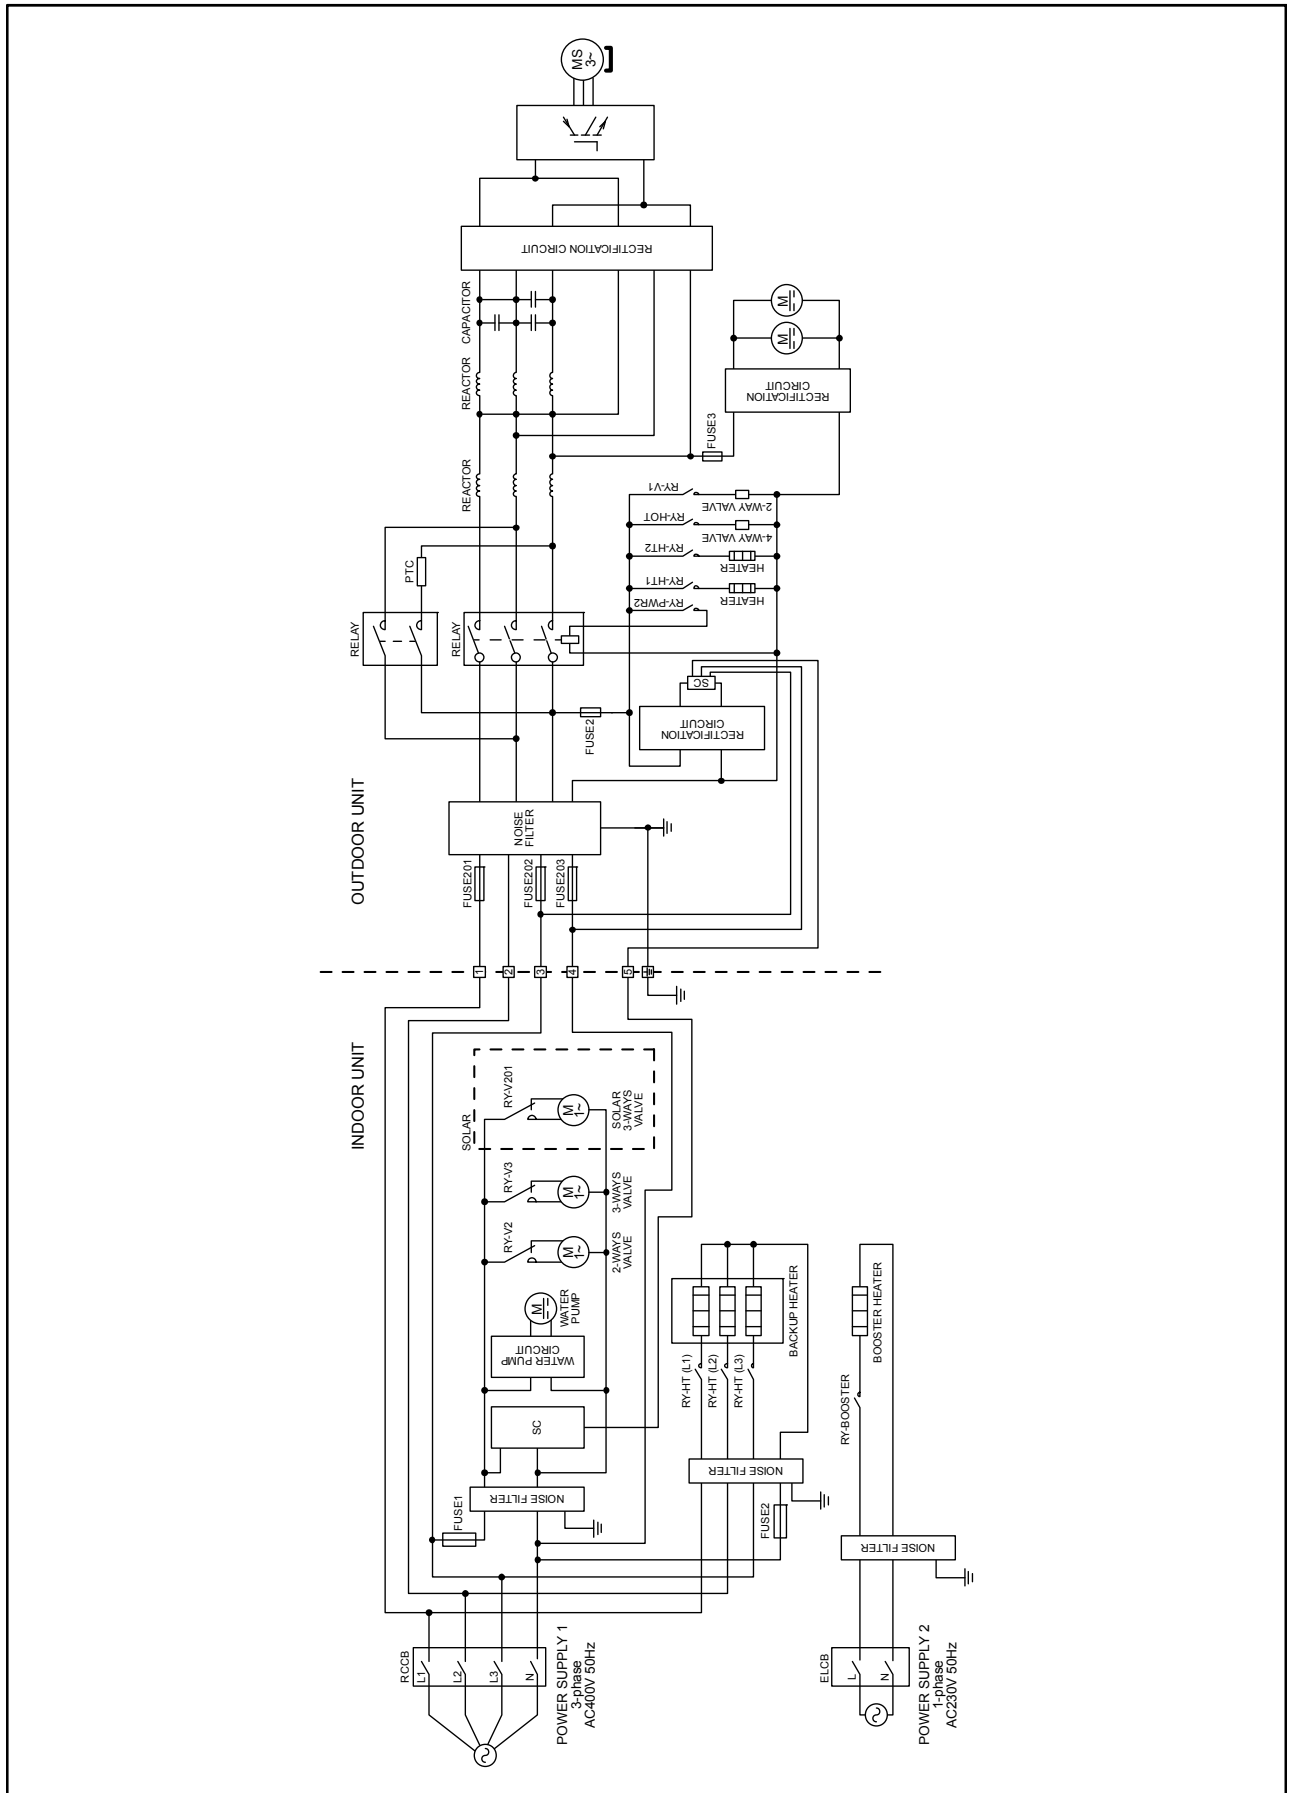 MS
3~
RECTIFICATION CIRCUIT
CAPACITOR
REACTOR
M
M
RECTIFICATION
CIRCUIT
FUSE3
REACTOR
RY-V1
2-WAY VALVE
RY-HOT
4-WAY VALVE
RY-HT2
HEATER
RY-HT1
HEATER
RY-PWR2
PTC
RELAY
RELAY
SC
RECTIFICATION
CIRCUIT
FUSE2
OUTDOOR UNIT
NOISE
FILTER
FUSE201
FUSE202
FUSE203
1
2
3
4
5
INDOOR UNIT
SOLAR
RY-V201
M
1~
SOLAR
3-WAYS
VALVE
RY-V3
M
1~
3-WAYS
VALVE
RY-V2
M
1~
2-WAYS
VALVE
M
WATER
PUMP
WATER PUMP
CIRCUIT
SC
NOISE FILTER
FUSE1
BACKUP HEATER
RY-HT (L1)
RY-HT (L2)
RY-HT (L3)
NOISE FILTER
FUSE2
BOOSTER HEATER
RY-BOOSTER
NOISE FILTER
RCCB
L1
L2
L3
N
POWER SUPPLY 1
3-phase
AC400V 50Hz
ELCB
L
N
POWER SUPPLY 2
1-phase
AC230V 50Hz